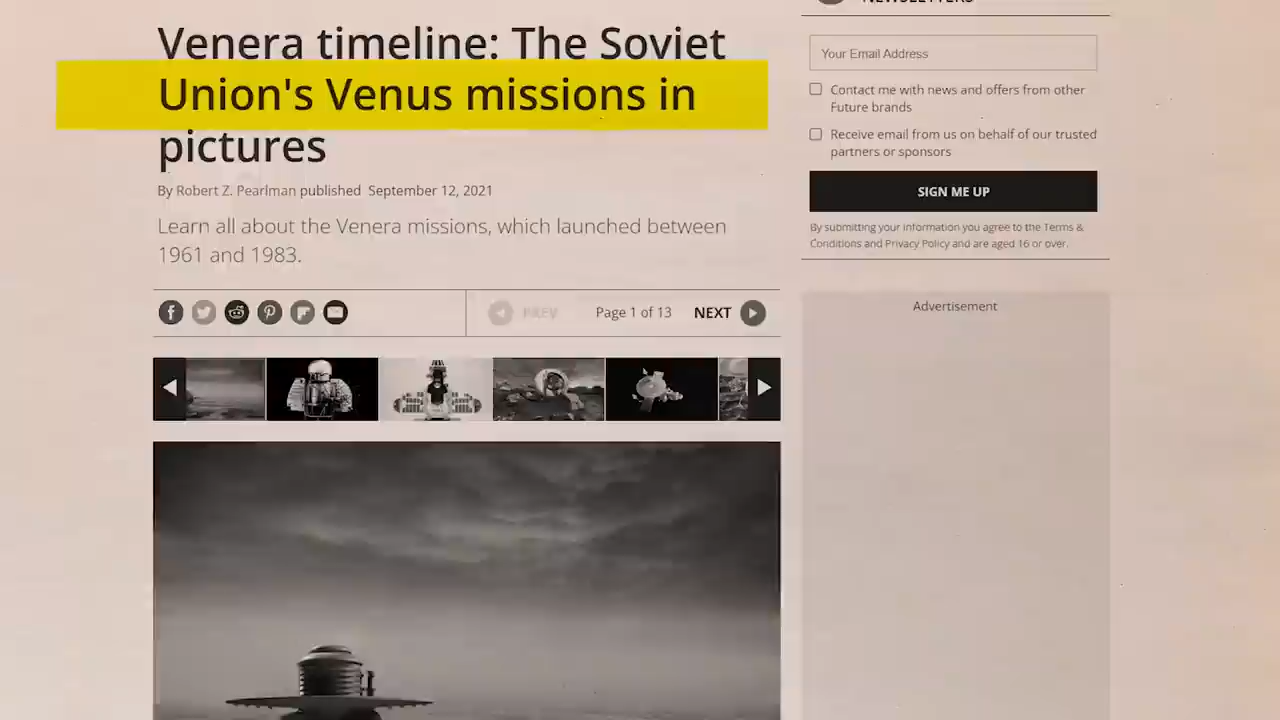 NEWSLETTERS
Venera timeline: The Soviet
Union's Venus missions in
pictures
By Robert Z. Pearlman published September 12, 2021
Learn all about the Venera missions, which launched between
1961 and 1983.
PREV
Page 1 of 13
NEXT
Your Email Address
Contact me with news and offers from other
Future brands
Receive email from us on behalf of our trusted
partners or sponsors
SIGN ME UP
By submitting your information you agree to the Terms &
Conditions and Privacy Policy and are aged 16 or over.
Advertisement